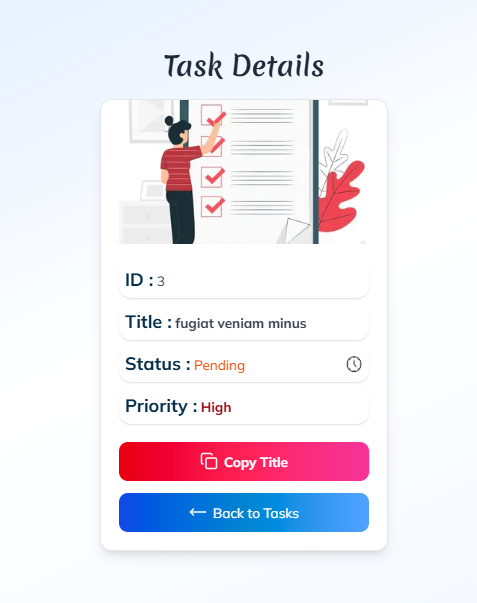 Task Details
ID : 3
Title : fugiat veniam minus
Status : Pending
Priority : High
Copy Title
Back to Tasks